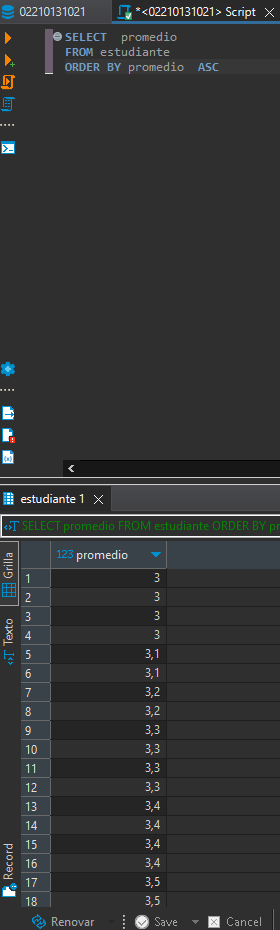 02210131021
*<02210131021> Script
SELECT promedio
FROM estudiante
ORDER BY promedio ASC
estudiante 1
SELECT promedio FROM estudiante ORDER BY pr
Grilla
Texto
Record
123 promedio
1 3
2 3
3 3
4 3
5 3,1
6 3,1
7 3,2
8 3,2
9 3,3
10 3,3
11 3,3
12 3,3
13 3,4
14 3,4
15 3,4
16 3,4
17 3,5
18 3,5
Renovar
Save
Cancel